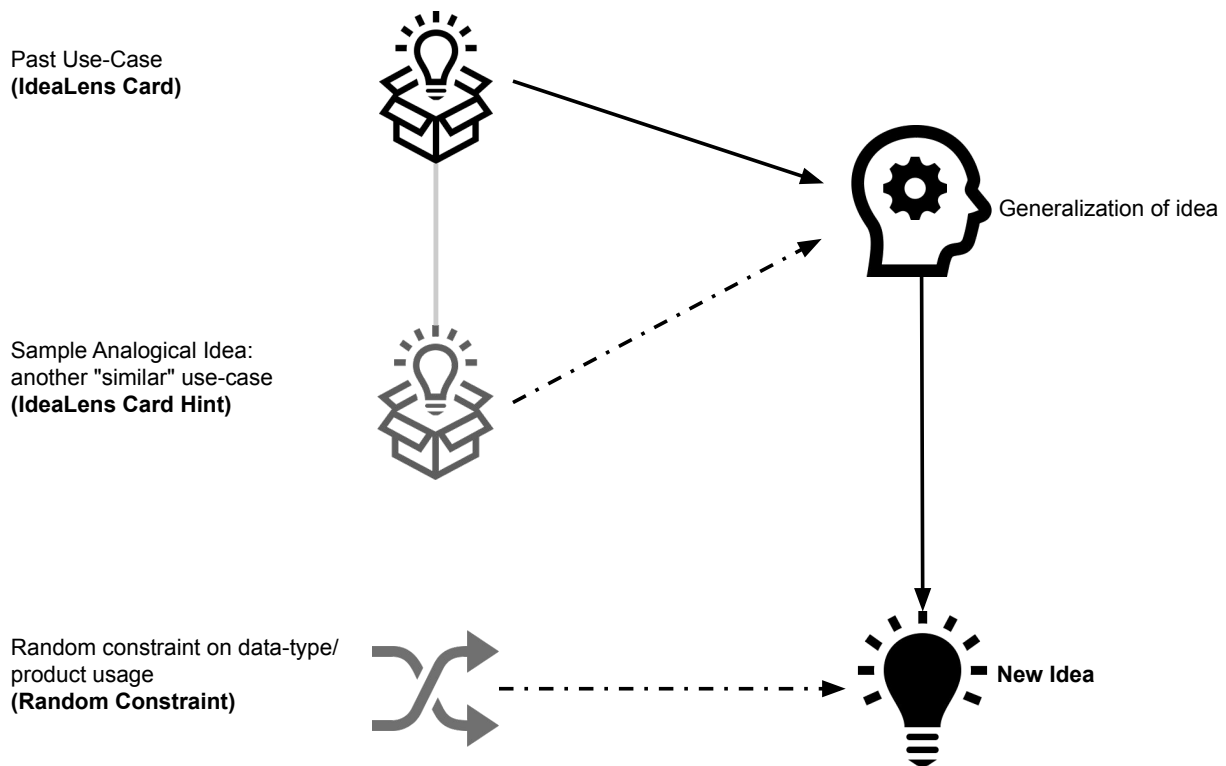 Past Use-Case
(IdeaLens Card)
Generalization of idea
Sample Analogical Idea:
another "similar" use-case
(IdeaLens Card Hint)
Random constraint on data-type/
product usage
(Random Constraint)
New Idea